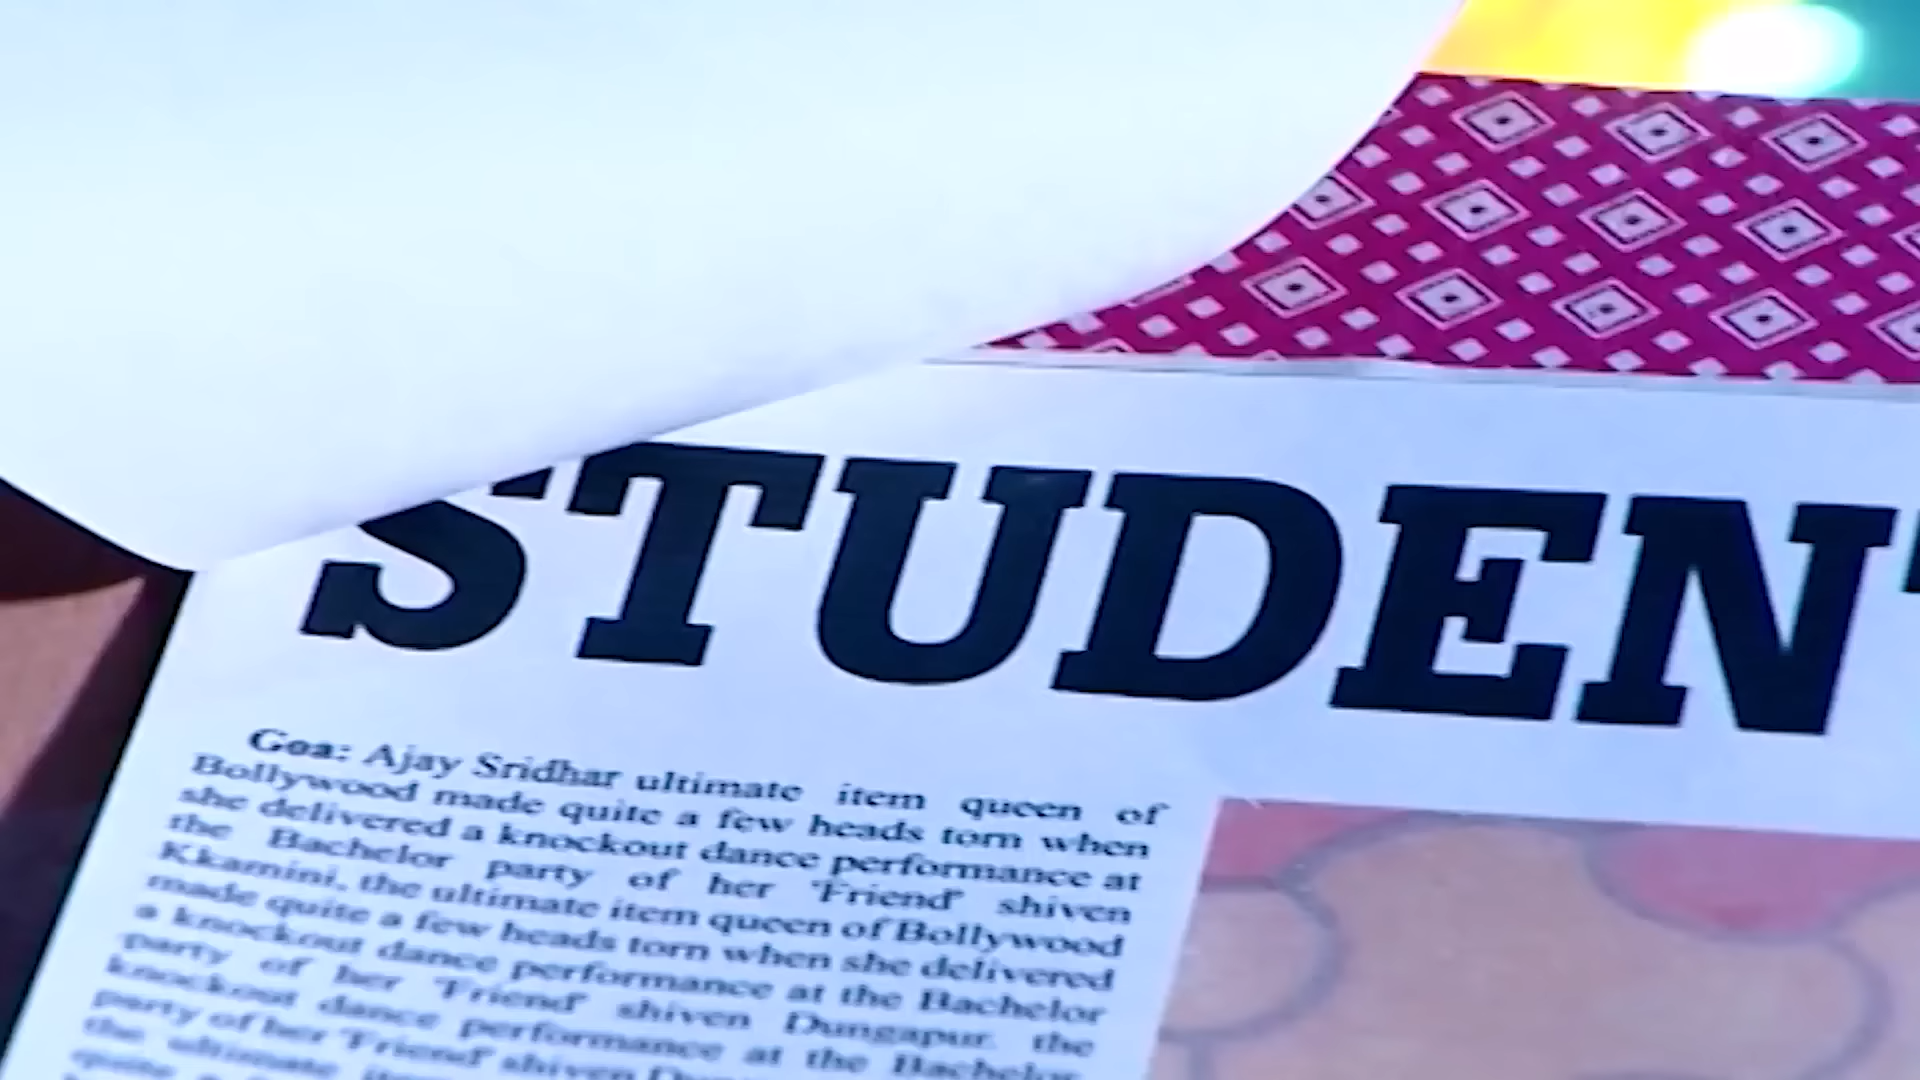 STUDEN
Goa: Ajay Sridhar ultimate item queen of
Bollywood made quite a few heads torn when
she delivered a knockout dance performance at
the Bachelor party of her 'Friend' shiven
Kkamini, the ultimate item queen of Bollywood
made quite a few heads torn when she delivered
a knockout dance performance at the Bachelor
party of her 'Friend' shiven Dungapur. the
knockout dance performance at the Bachelor
party of her 'Friend' shiven
the ultimate
quite